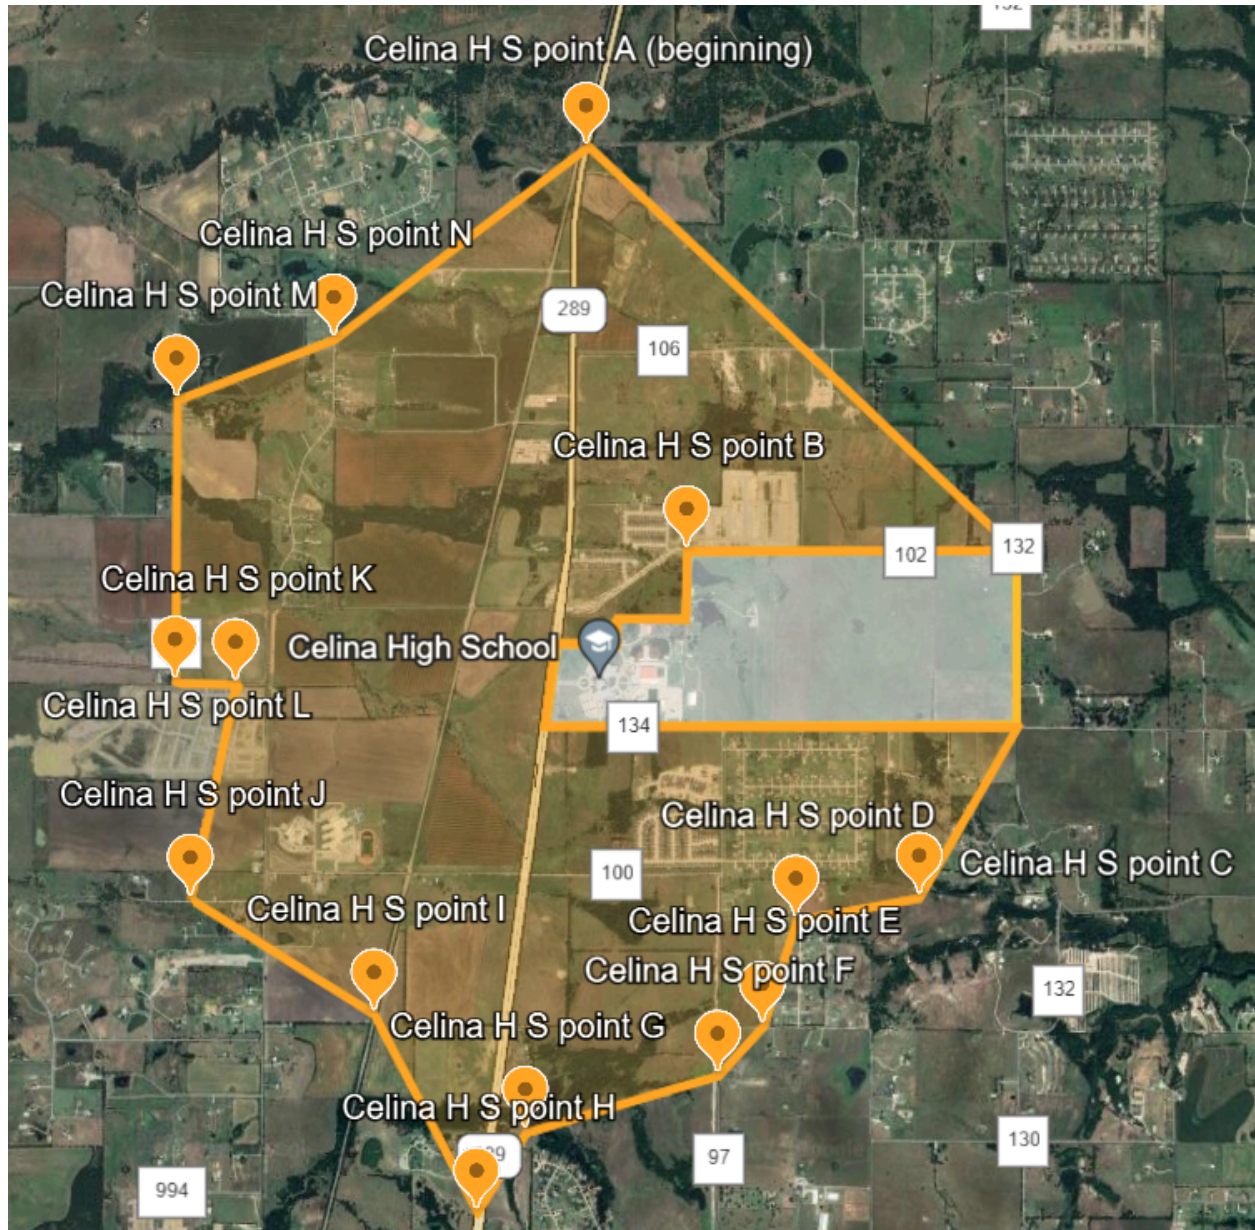 132
Celina H S point A (beginning)
Celina H S point N
Celina H S point M
289
106
Celina H S point B
102
132
Celina H S point K
Celina High School
Celina H S point L
134
Celina H S point J
Celina H S point D
Celina H S point C
100
Celina H S point I
Celina H S point E
Celina H S point F
132
Celina H S point G
Celina H S point H
97
130
994